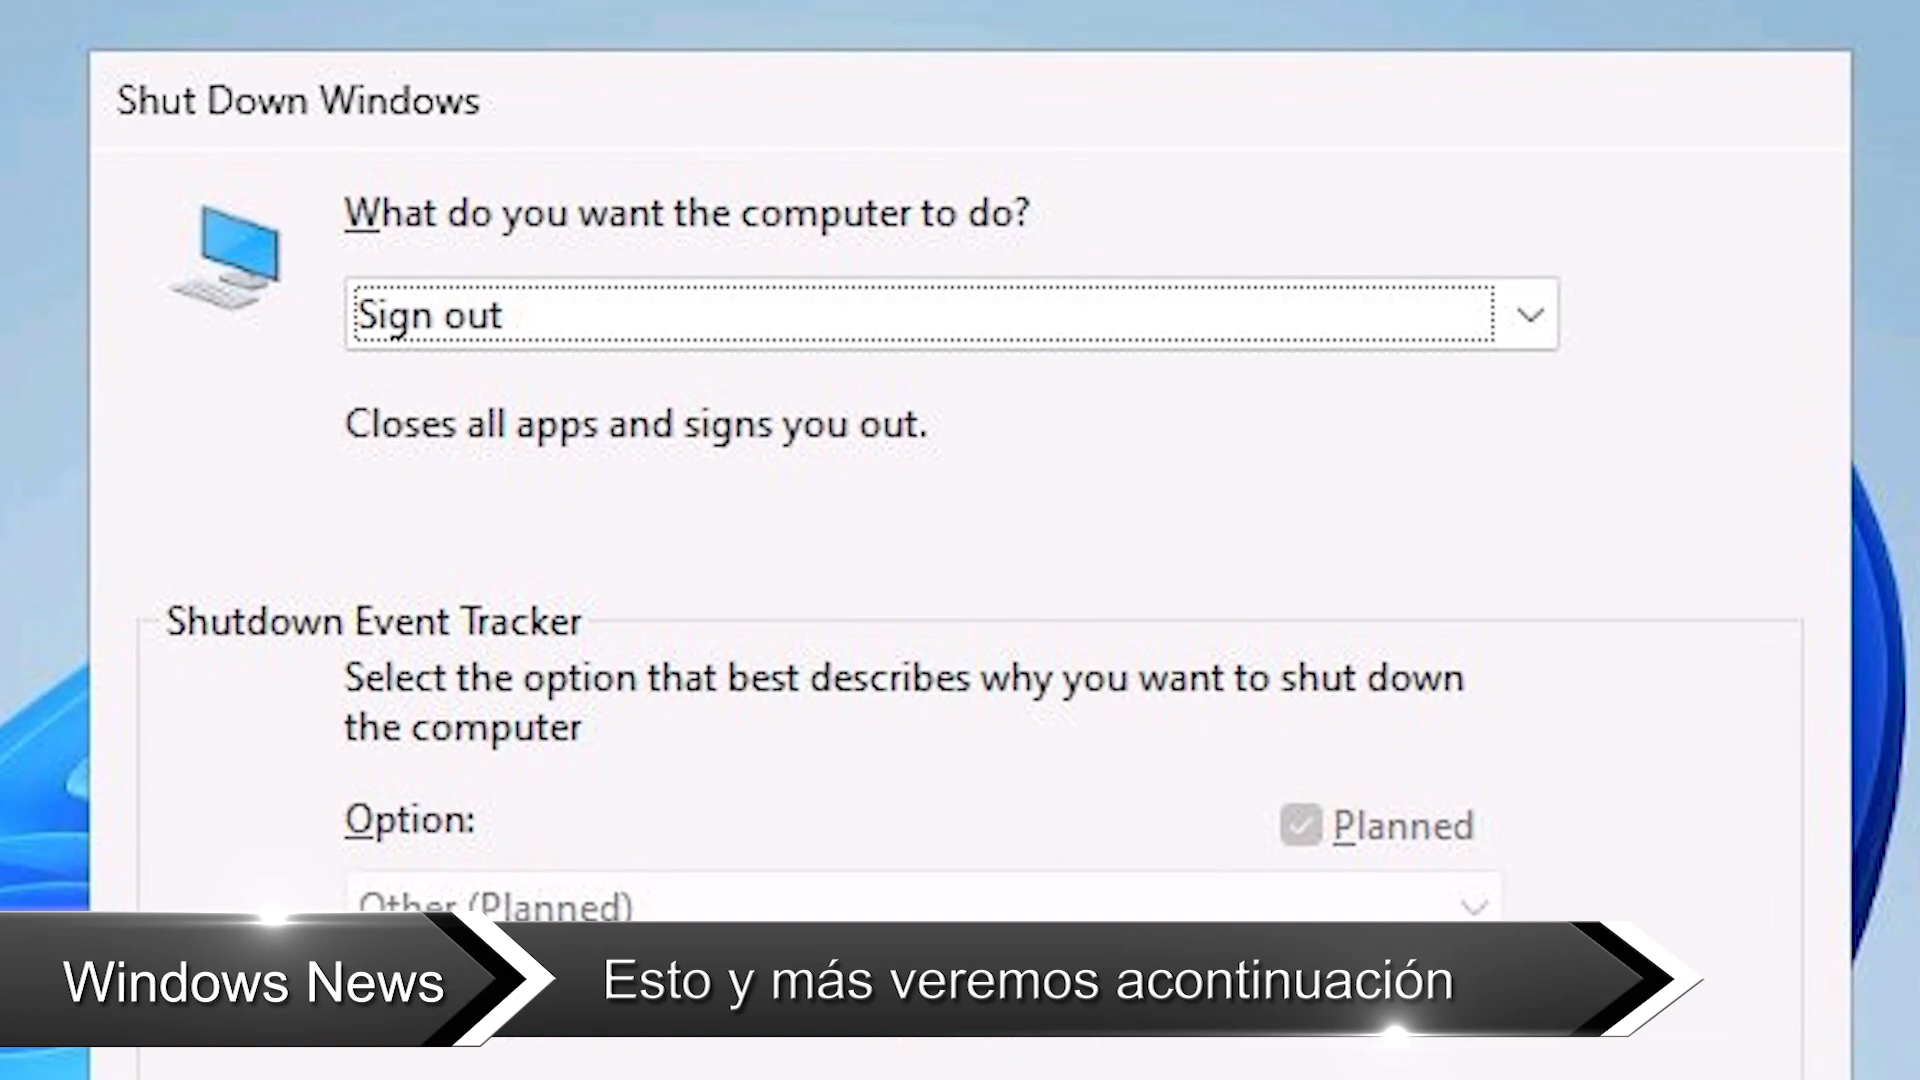 Shut Down Windows
What do you want the computer to do?
Sign out
Closes all apps and signs you out.
Shutdown Event Tracker
Select the option that best describes why you want to shut down
the computer
Option:
Planned
Other (Planned)
Windows News
Esto y más veremos acontinuación